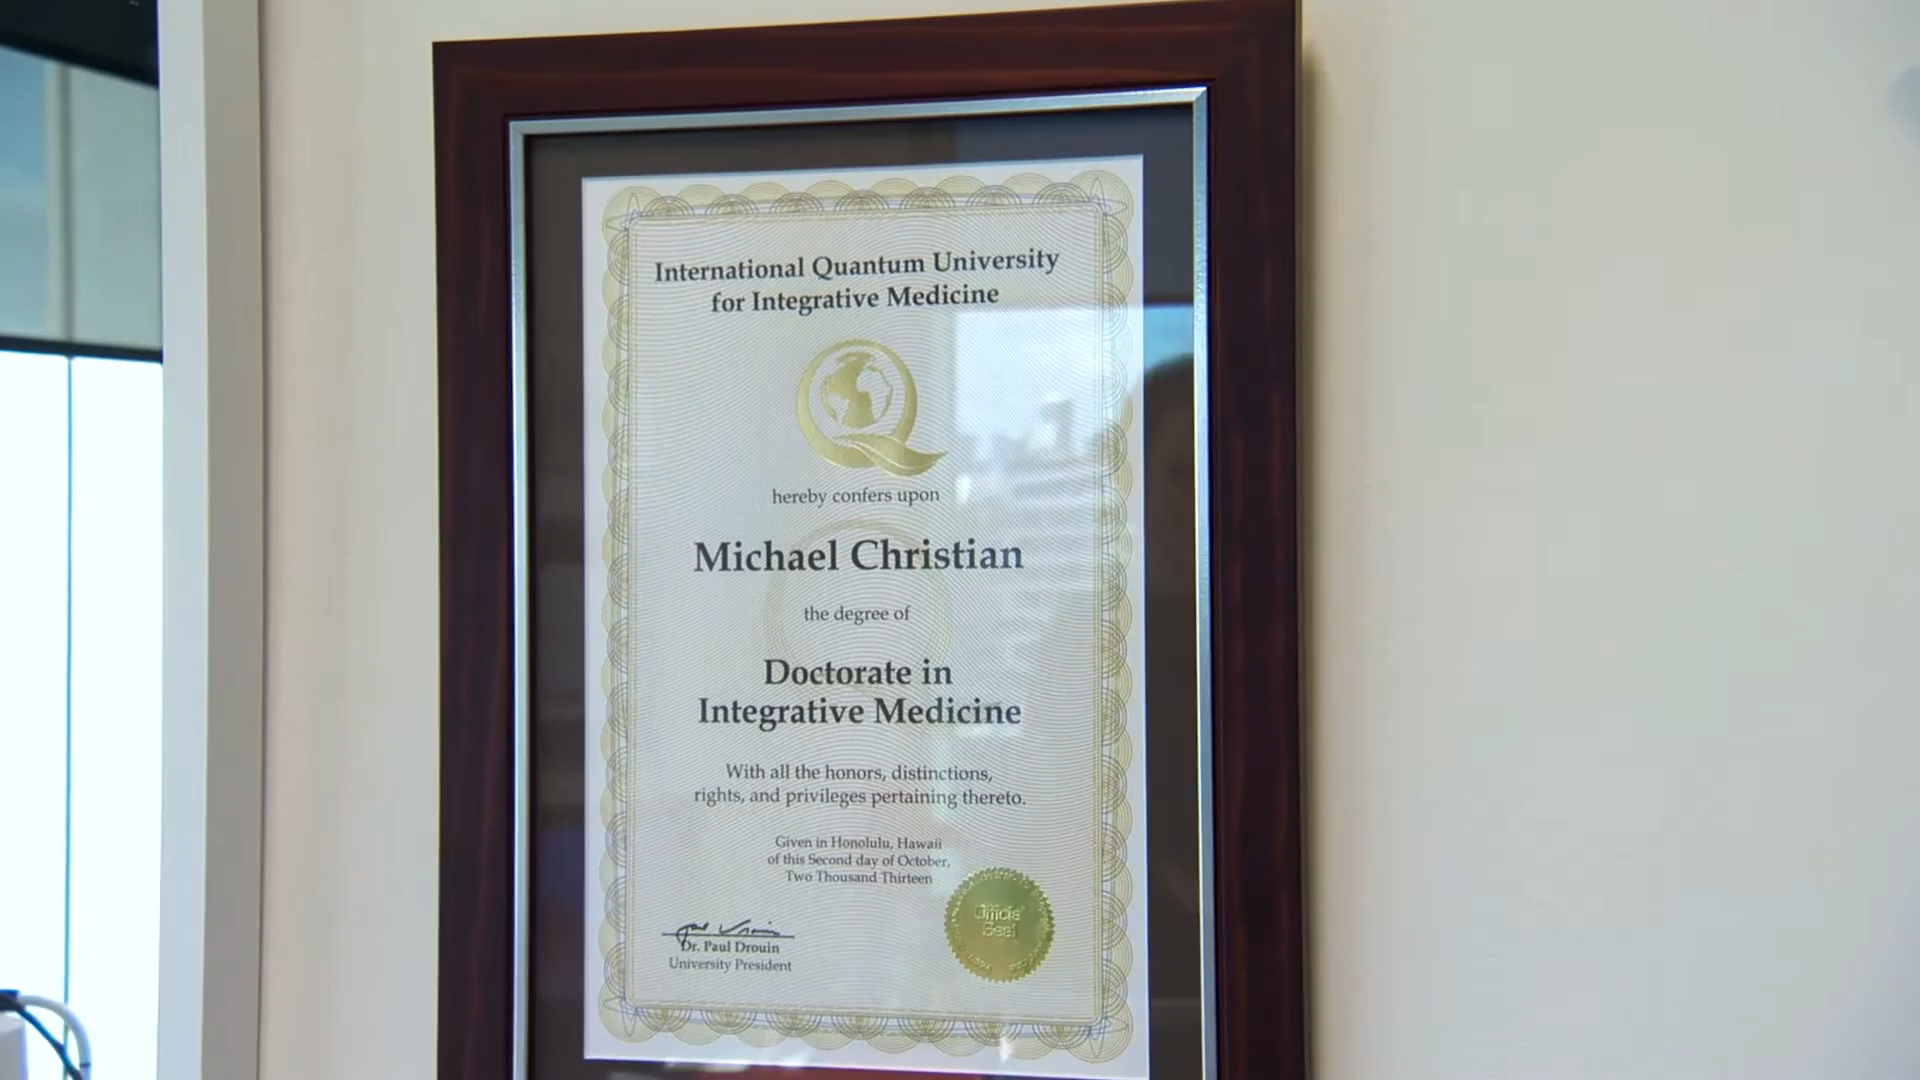 International Quantum University
for Integrative Medicine
hereby confers upon
Michael Christian
the degree of
Doctorate in
Integrative Medicine
With all the honors, distinctions,
rights, and privileges pertaining thereto.
Given in Honolulu, Hawaii
of this Second day of October,
Two Thousand Thirteen
Dr. Paul Drouin
University President
Official
Seal